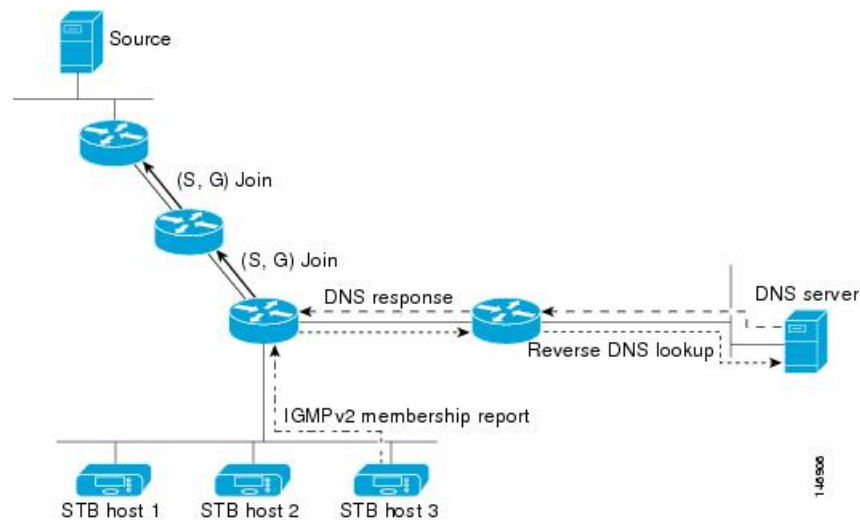 Source
(S, G) Join
(S, G) Join
DNS response
DNS server
Reverse DNS lookup
IGMPv2 membership report
STB host 1
STB host 2
STB host 3
146906